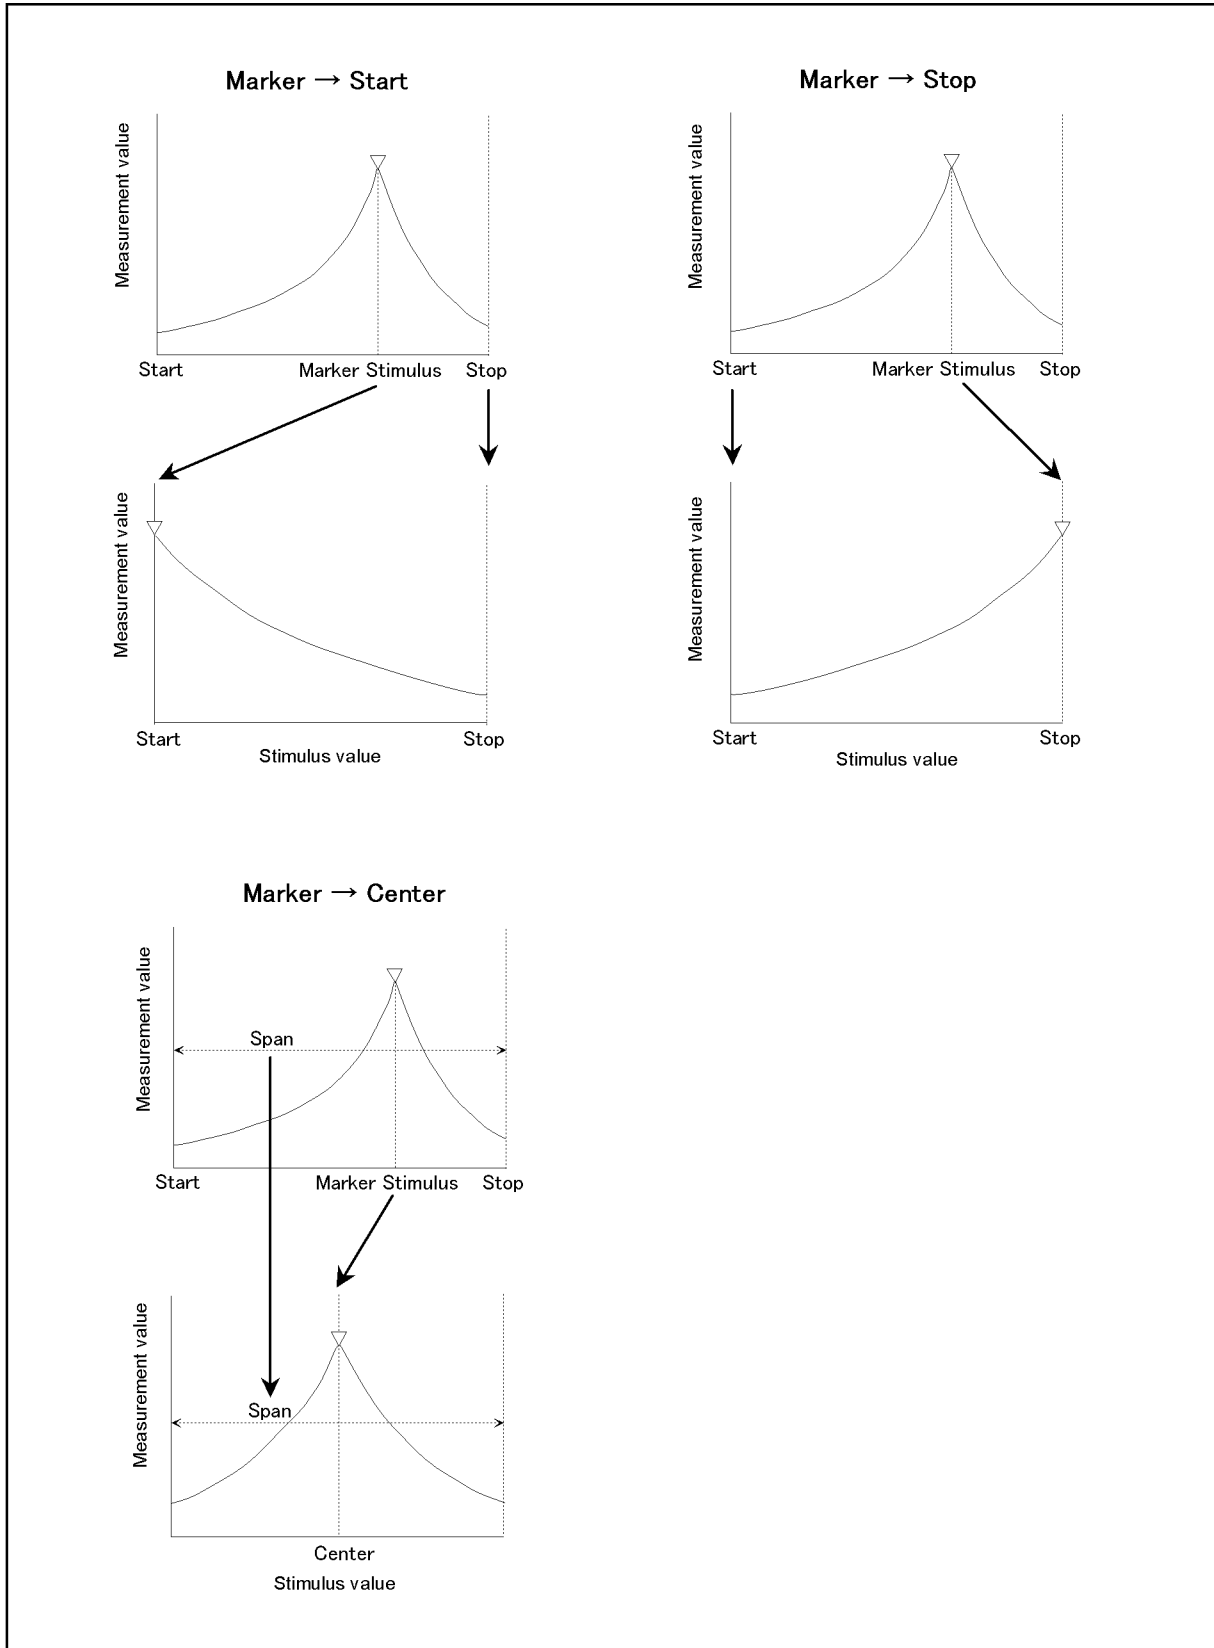 Marker → Start
Measurement value
Start
Marker Stimulus
Stop
Measurement value
Start
Stop
Stimulus value
Marker → Stop
Measurement value
Start
Marker Stimulus
Stop
Measurement value
Start
Stop
Stimulus value
Marker → Center
Measurement value
Span
Start
Marker Stimulus
Stop
Measurement value
Span
Center
Stimulus value